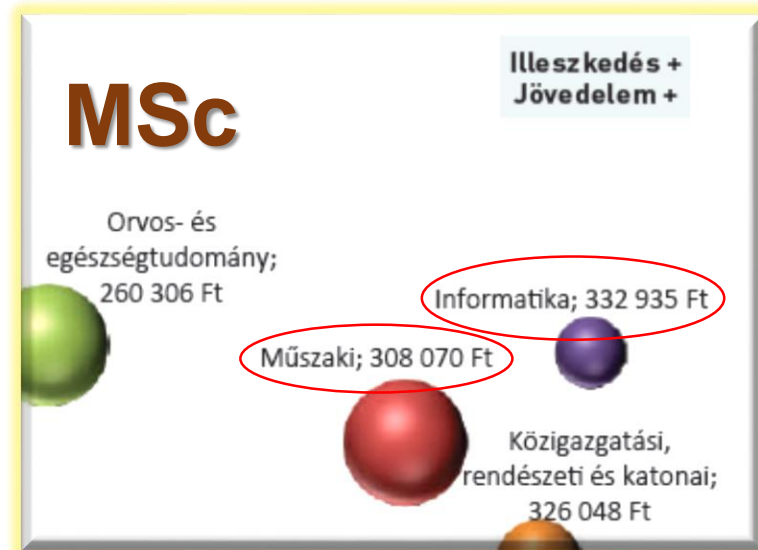 Illeszkedés +
Jövedelem +
MSc
Orvos- és
egészségtudomány;
260 306 Ft
Informatika; 332 935 Ft
Műszaki; 308 070 Ft
Közigazgatási,
rendészeti és katonai;
326 048 Ft